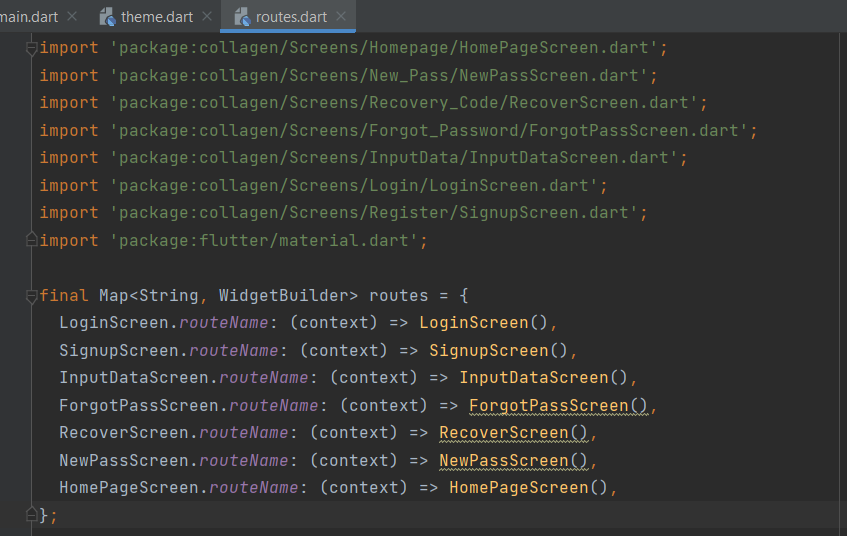 main.dart × theme.dart × routes.dart ×
import 'package:collagen/Screens/Homepage/HomePageScreen.dart';
import 'package:collagen/Screens/New_Pass/NewPassScreen.dart';
import 'package:collagen/Screens/Recovery_Code/RecoverScreen.dart';
import 'package:collagen/Screens/Forgot_Password/ForgotPassScreen.dart';
import 'package:collagen/Screens/InputData/InputDataScreen.dart';
import 'package:collagen/Screens/Login/LoginScreen.dart';
import 'package:collagen/Screens/Register/SignupScreen.dart';
import 'package:flutter/material.dart';
final Map<String, WidgetBuilder> routes = {
  LoginScreen.routeName: (context) => LoginScreen(),
  SignupScreen.routeName: (context) => SignupScreen(),
  InputDataScreen.routeName: (context) => InputDataScreen(),
  ForgotPassScreen.routeName: (context) => ForgotPassScreen(),
  RecoverScreen.routeName: (context) => RecoverScreen(),
  NewPassScreen.routeName: (context) => NewPassScreen(),
  HomePageScreen.routeName: (context) => HomePageScreen(),
};